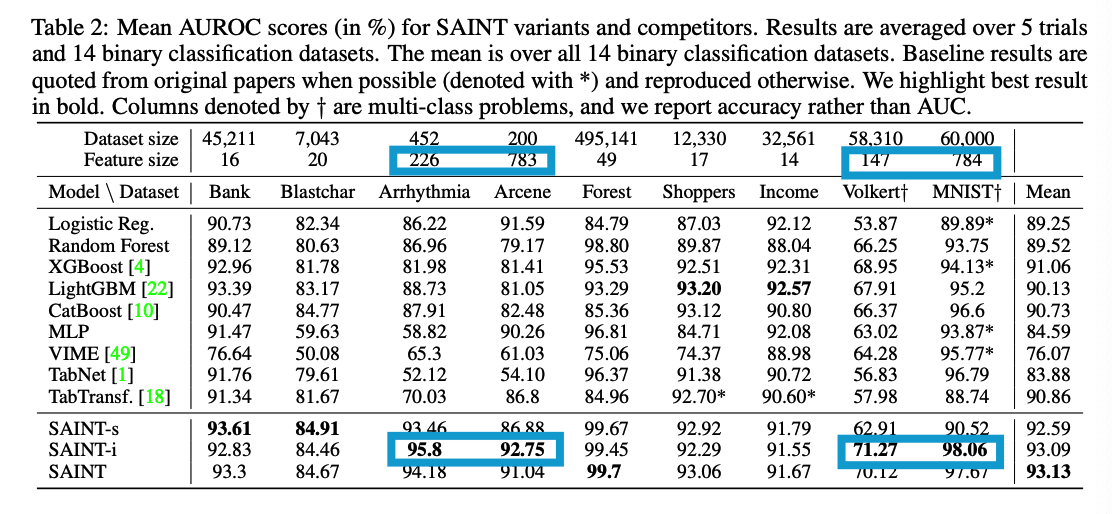 Table 2: Mean AUROC scores (in %) for SAINT variants and competitors. Results are averaged over 5 trials
and 14 binary classification datasets. The mean is over all 14 binary classification datasets. Baseline results are
quoted from original papers when possible (denoted with *) and reproduced otherwise. We highlight best result
in bold. Columns denoted by † are multi-class problems, and we report accuracy rather than AUC.
Dataset size 45,211 7,043 452 200 495,141 12,330 32,561 58,310 60,000
Feature size 16 20 226 783 49 17 14 147 784
Model \ Dataset Bank Blastchar Arrhythmia Arcene Forest Shoppers Income Volkert† MNIST† Mean
Logistic Reg. 90.73 82.34 86.22 91.59 84.79 87.03 92.12 53.87 89.89* 89.25
Random Forest 89.12 80.63 86.96 79.17 98.80 89.87 88.04 66.25 93.75 89.52
XGBoost [4] 92.96 81.78 81.98 81.41 95.53 92.51 92.31 68.95 94.13* 91.06
LightGBM [22] 93.39 83.17 88.73 81.05 93.29 93.20 92.57 67.91 95.2 90.13
CatBoost [10] 90.47 84.77 87.91 82.48 85.36 93.12 90.80 66.37 96.6 90.73
MLP 91.47 59.63 58.82 90.26 96.81 84.71 92.08 63.02 93.87* 84.59
VIME [49] 76.64 50.08 65.3 61.03 75.06 74.37 88.98 64.28 95.77* 76.07
TabNet [1] 91.76 79.61 52.12 54.10 96.37 91.38 90.72 56.83 96.79 83.88
TabTransf. [18] 91.34 81.67 70.03 86.8 84.96 92.70* 90.60* 57.98 88.74 90.86
SAINT-s 93.61 84.91 93.46 86.88 99.67 92.92 91.79 62.91 90.52 92.59
SAINT-i 92.83 84.46 95.8 92.75 99.45 92.29 91.55 71.27 98.06 93.09
SAINT 93.3 84.67 94.18 91.04 99.7 93.06 91.67 70.12 97.67 93.13